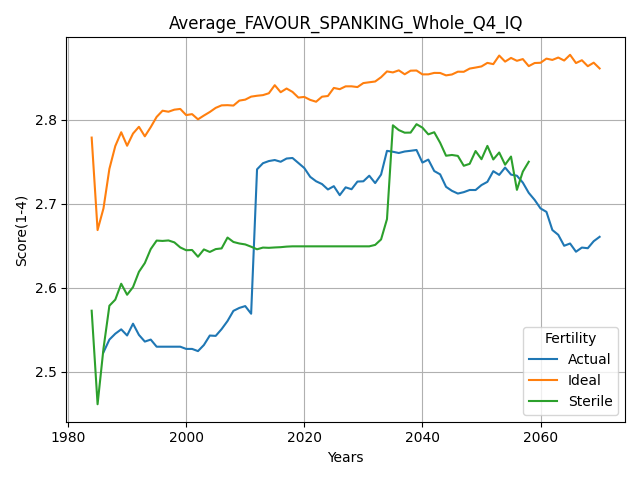 Average_FAVOUR_SPANKING_Whole_Q4_IQ
Score(1-4)
2.8
2.7
2.6
2.5
1980
2000
2020
2040
2060
Years
Fertility
Actual
Ideal
Sterile